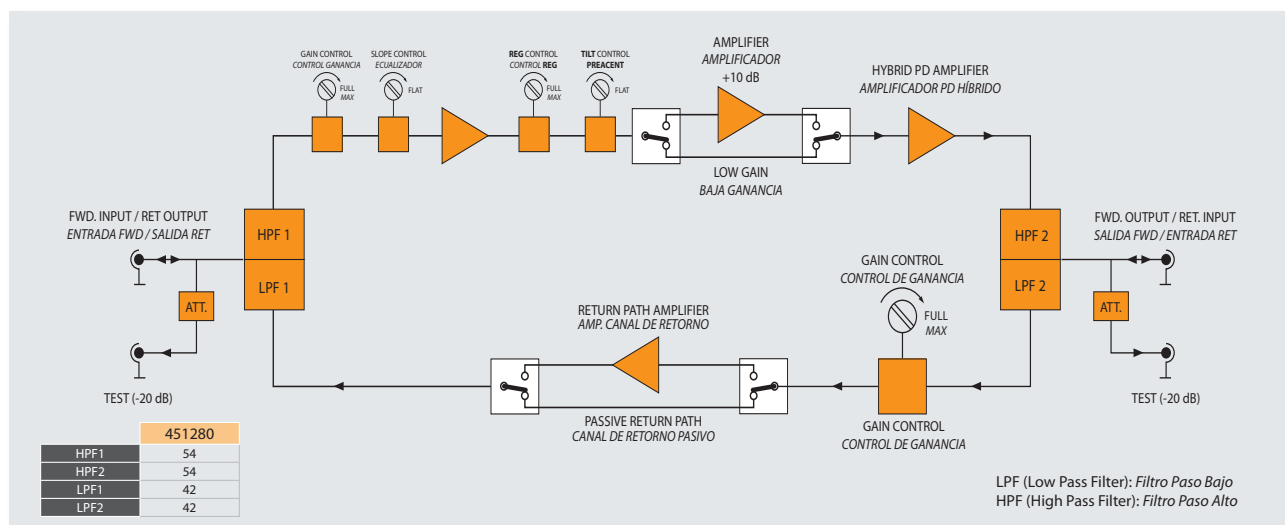 GAIN CONTROL
CONTROL GANANCIA
FULL
MAX
SLOPE CONTROL
ECUALIZADOR
FLAT
REG CONTROL
CONTROL REG
FULL
MAX
TILT CONTROL
PREACENT
FLAT
AMPLIFIER
AMPLIFICADOR
+10 dB
LOW GAIN
BAJA GANANCIA
HYBRID PD AMPLIFIER
AMPLIFICADOR PD HÍBRIDO
FWD. INPUT / RET OUTPUT
ENTRADA FWD / SALIDA RET
HPF 1
LPF 1
ATT.
TEST (-20 dB)
RETURN PATH AMPLIFIER
AMP. CANAL DE RETORNO
PASSIVE RETURN PATH
CANAL DE RETORNO PASIVO
GAIN CONTROL
CONTROL DE GANANCIA
FULL
MAX
GAIN CONTROL
CONTROL DE GANANCIA
HPF 2
LPF 2
FWD. OUTPUT / RET. INPUT
SALIDA FWD / ENTRADA RET
ATT.
TEST (-20 dB)
451280
HPF1 54
HPF2 54
LPF1 42
LPF2 42
LPF (Low Pass Filter): Filtro Paso Bajo
HPF (High Pass Filter): Filtro Paso Alto